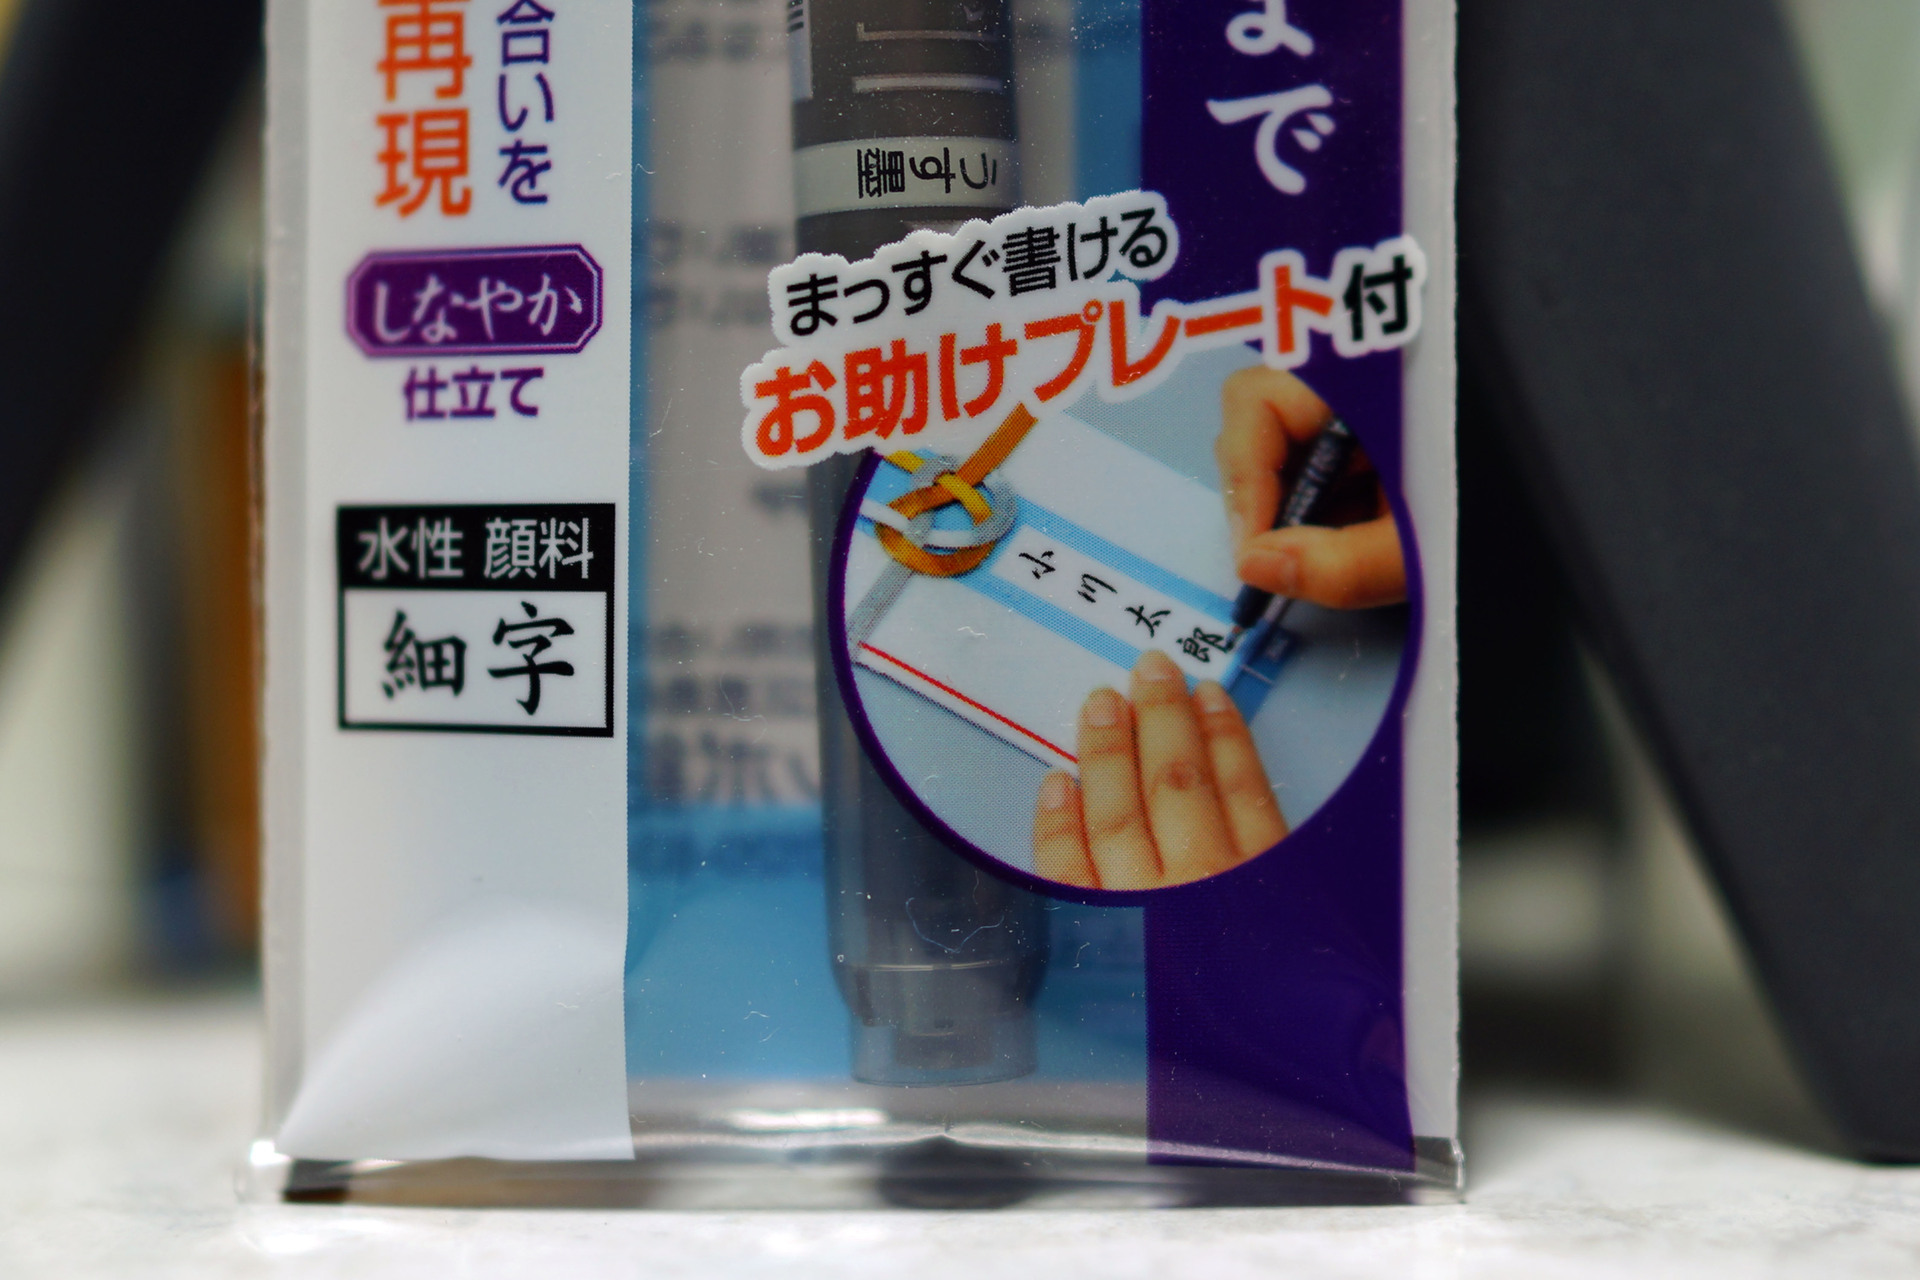 合いを
再現
しなやか
仕立て
水性 顔料
細字
うす墨
まで
まっすぐ書ける
お助けプレート付
小川太郎